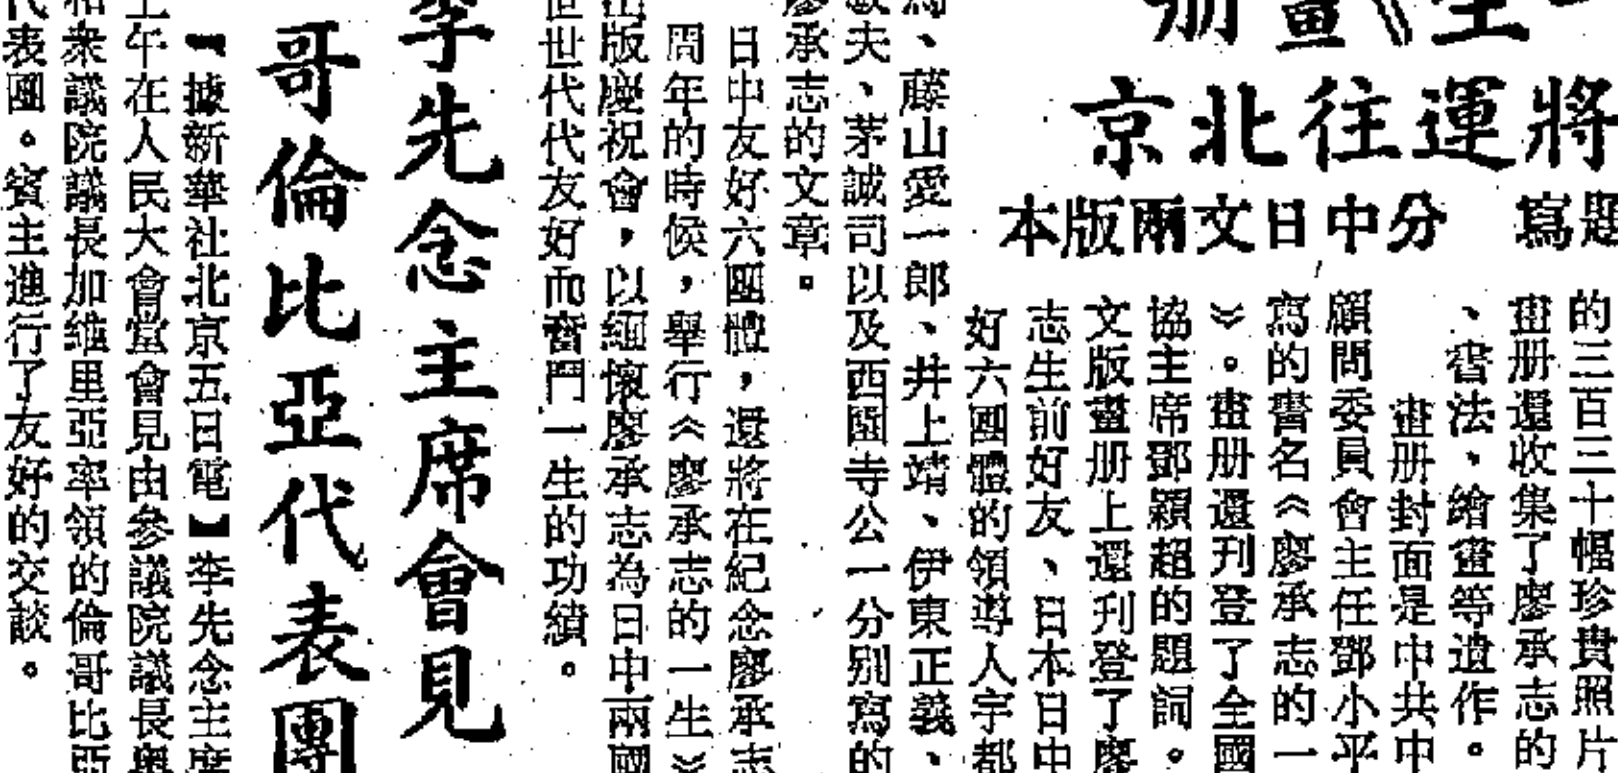 生》畫册
將運往北京
題寫 分中日文兩版本
的三百三十幅珍貴照片
畫册還收集了廖承志的
、書法、繪畫等遺作。
畫册封面是中共中
顧問委員會主任鄧小平
寫的書名《廖承志的一
》。畫册還刊登了全國
協主席鄧穎超的題詞。
文版畫册上還刊登了廖
志生前好友、日本日中
好六團體的領導人宇都
、藤山愛一郎、井上靖、伊東正義、
敏夫、茅誠司以及西園寺公一分別寫的
廖承志的文章。
日中友好六團體，還將在紀念廖承志
周年的時候，舉行《廖承志的一生》
出版慶祝會，以緬懷廖承志為日中兩國
世世代代友好而奮鬥一生的功績。
李先念主席會見
哥倫比亞代表團
【據新華社北京五日電】李先念主席
上午在人民大會堂會見由參議院議長奧
和衆議院議長加維里亞率領的倫哥比亞
代表團。賓主進行了友好的交談。